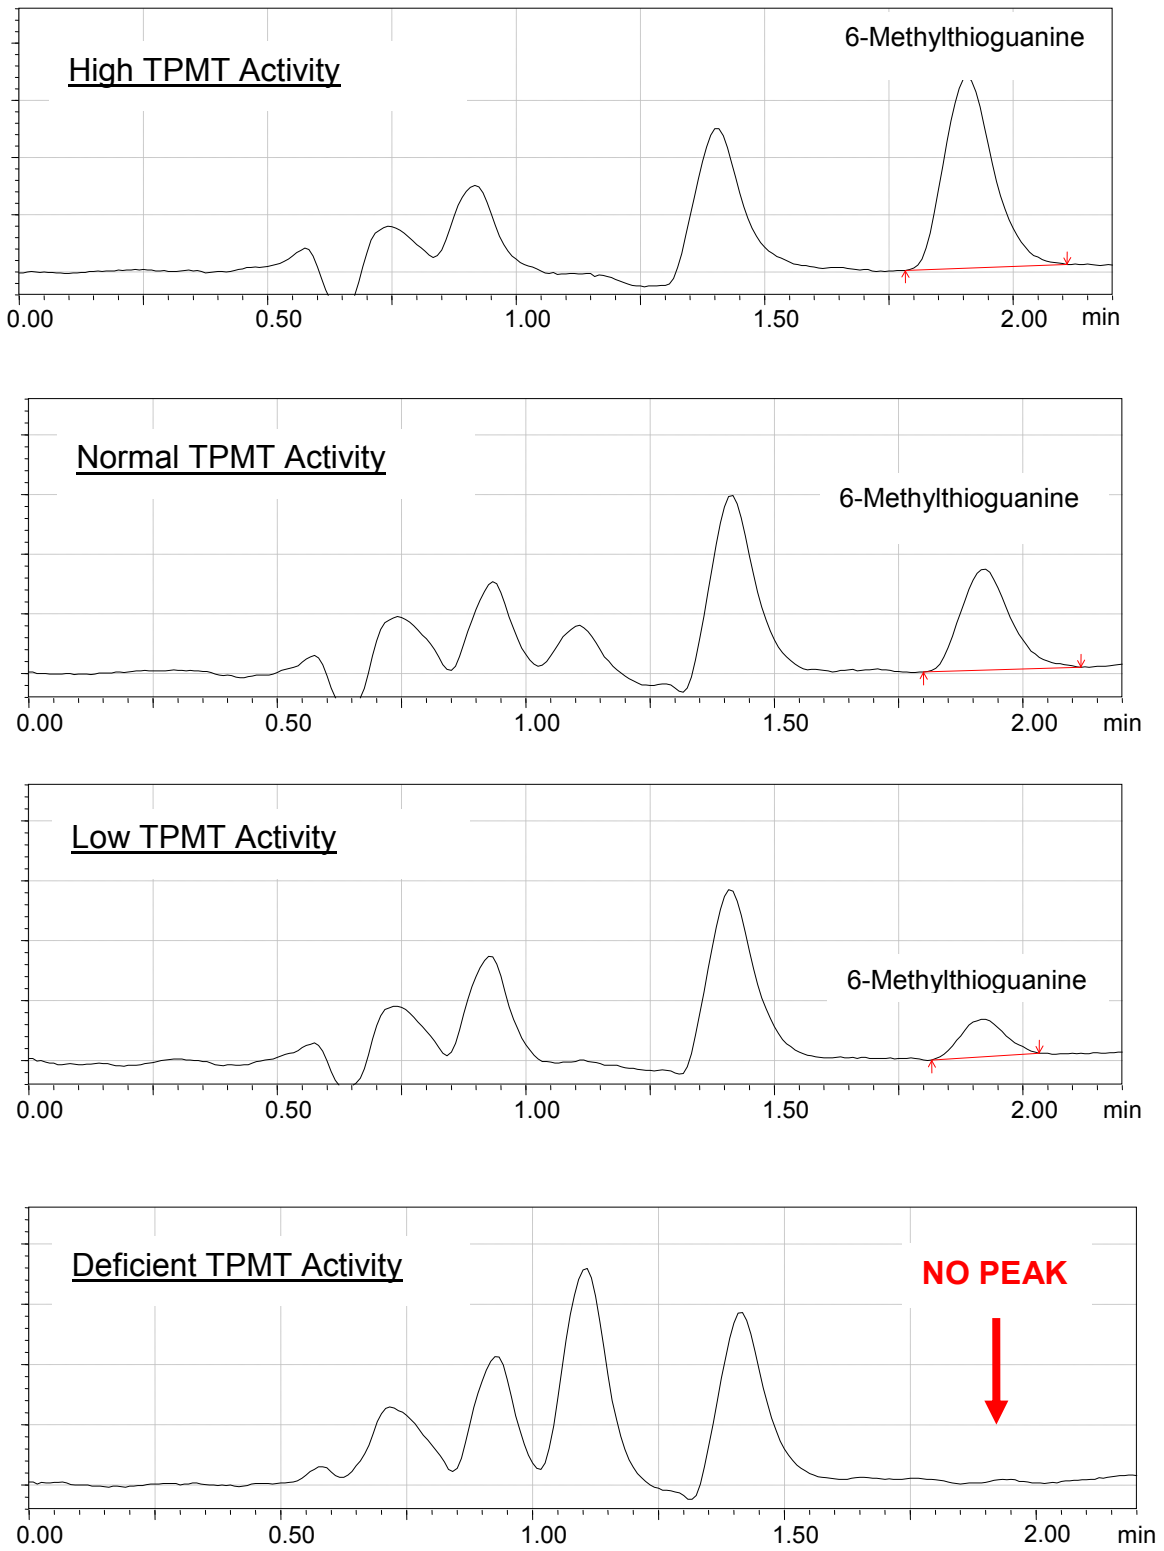 6-Methylthioguanine
High TPMT Activity
0.00 0.50 1.00 1.50 2.00 min
Normal TPMT Activity
6-Methylthioguanine
0.00 0.50 1.00 1.50 2.00 min
Low TPMT Activity
6-Methylthioguanine
0.00 0.50 1.00 1.50 2.00 min
Deficient TPMT Activity
NO PEAK
0.00 0.50 1.00 1.50 2.00 min